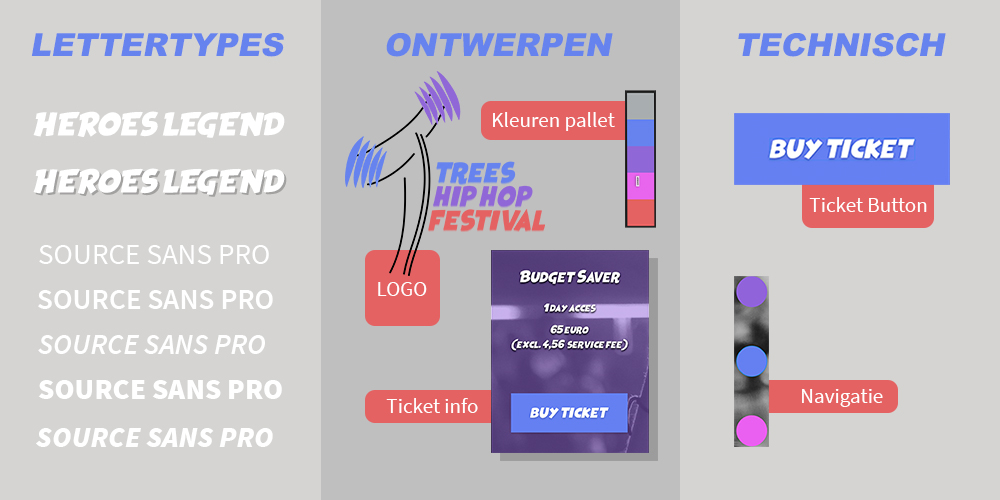 LETTERTYPES
HEROES LEGEND
HEROES LEGEND
SOURCE SANS PRO
SOURCE SANS PRO
SOURCE SANS PRO
SOURCE SANS PRO
SOURCE SANS PRO
ONTWERPEN
Kleuren pallet
TREES
HIP HOP
FESTIVAL
LOGO
BUDGET SAVER
1 DAY ACCES
65 EURO
(EXCL. 4,56 SERVICE FEE)
BUY TICKET
Ticket info
TECHNISCH
BUY TICKET
Ticket Button
Navigatie